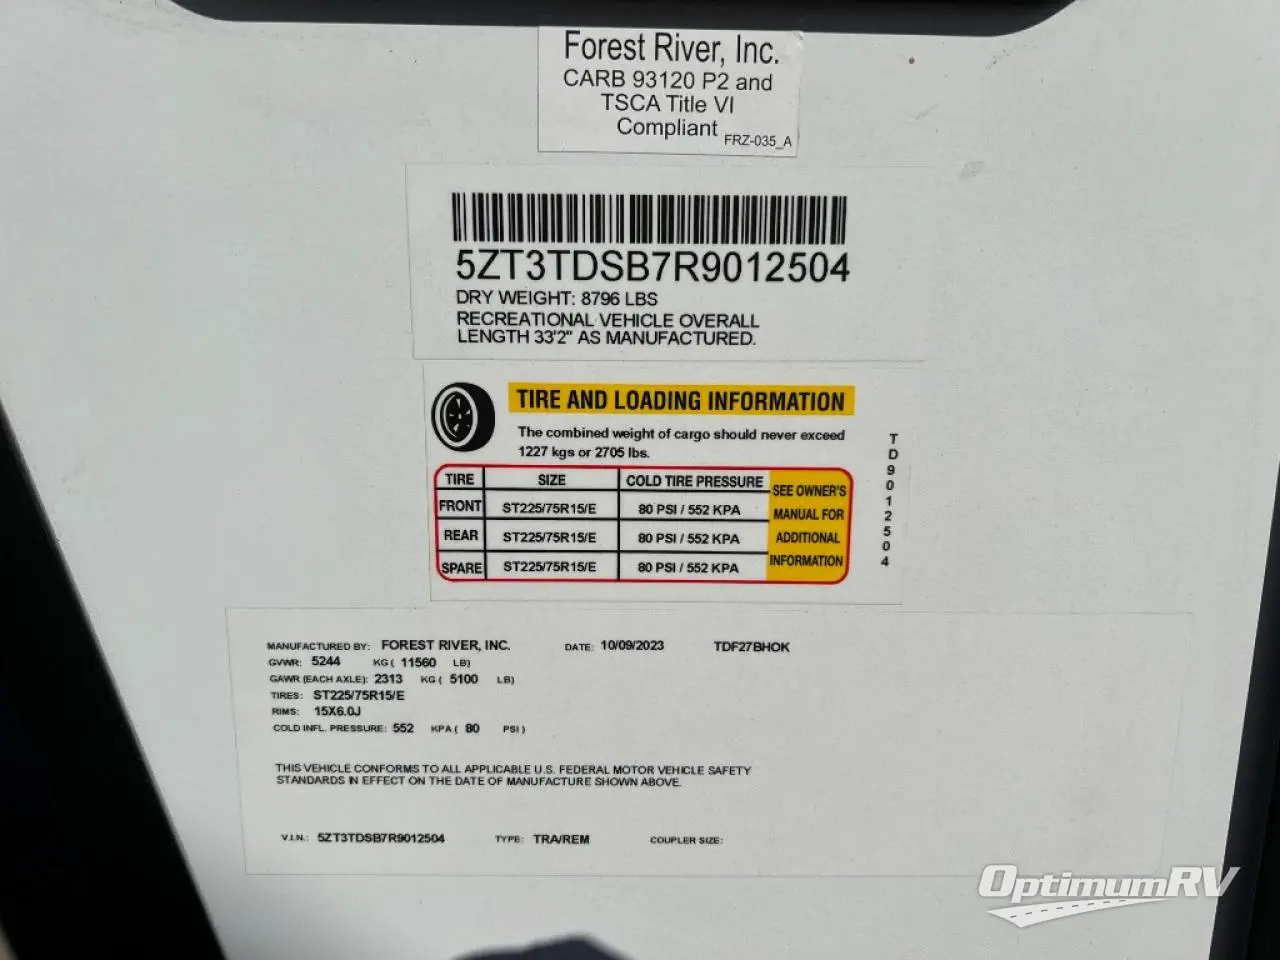 Forest River, Inc.
CARB 93120 P2 and
TSCA Title VI
Compliant
FRZ-035_A
5ZT3TDSB7R9012504
DRY WEIGHT: 8796 LBS
RECREATIONAL VEHICLE OVERALL
LENGTH 33'2" AS MANUFACTURED.
TIRE AND LOADING INFORMATION
The combined weight of cargo should never exceed
1227 kgs or 2705 lbs.
TIRE SIZE COLD TIRE PRESSURE
FRONT ST225/75R15/E 80 PSI / 552 KPA
REAR ST225/75R15/E 80 PSI / 552 KPA
SPARE ST225/75R15/E 80 PSI / 552 KPA
SEE OWNER'S
MANUAL FOR
ADDITIONAL
INFORMATION
TD9012504
MANUFACTURED BY: FOREST RIVER, INC. DATE: 10/09/2023 TDF27BHOK
GVWR: 5244 KG ( 11560 LB)
GAWR (EACH AXLE): 2313 KG ( 5100 LB)
TIRES: ST225/75R15/E
RIMS: 15X6.0J
COLD INFL. PRESSURE: 552 KPA ( 80 PSI )
THIS VEHICLE CONFORMS TO ALL APPLICABLE U.S. FEDERAL MOTOR VEHICLE SAFETY
STANDARDS IN EFFECT ON THE DATE OF MANUFACTURE SHOWN ABOVE.
V.I.N.: 5ZT3TDSB7R9012504 TYPE: TRA/REM COUPLER SIZE:
OptimumRV